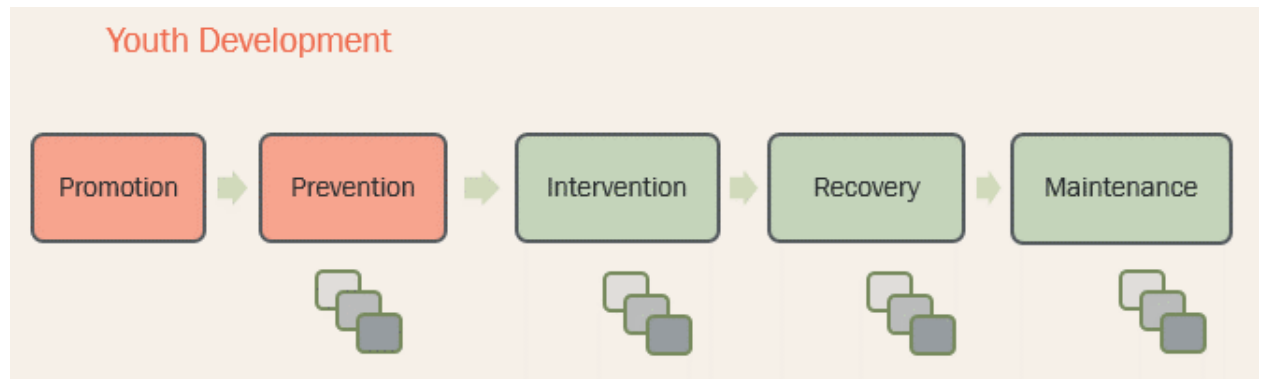 Youth Development
Promotion
Prevention
Intervention
Recovery
Maintenance